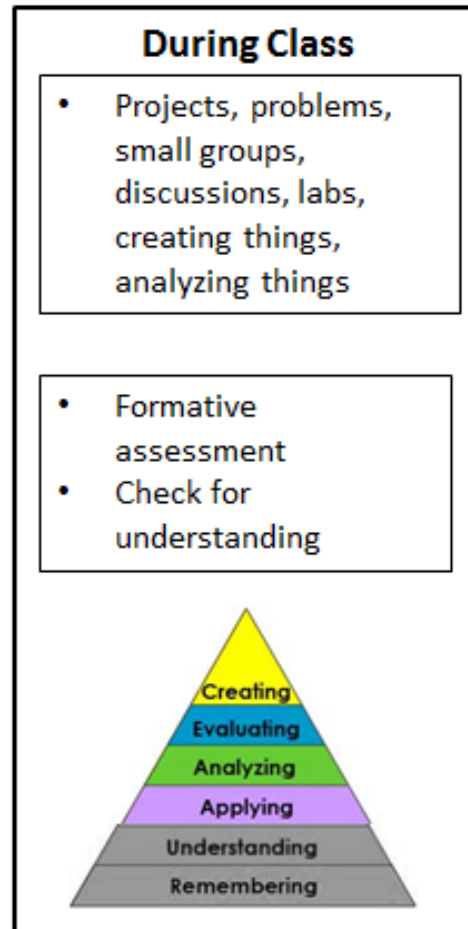 During Class
• Projects, problems,
small groups,
discussions, labs,
creating things,
analyzing things
• Formative
assessment
• Check for
understanding
Creating
Evaluating
Analyzing
Applying
Understanding
Remembering